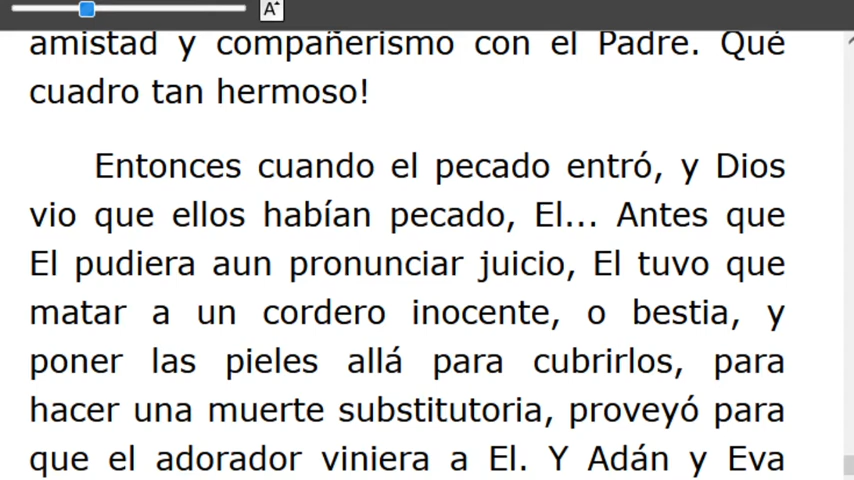 A
amistad y compañerismo con el Padre. Qué
cuadro tan hermoso!
Entonces cuando el pecado entró, y Dios
vio que ellos habían pecado, El... Antes que
El pudiera aun pronunciar juicio, El tuvo que
matar a un cordero inocente, o bestia, y
poner las pieles allá para cubrirlos, para
hacer una muerte substitutoria, proveyó para
que el adorador viniera a El. Y Adán y Eva